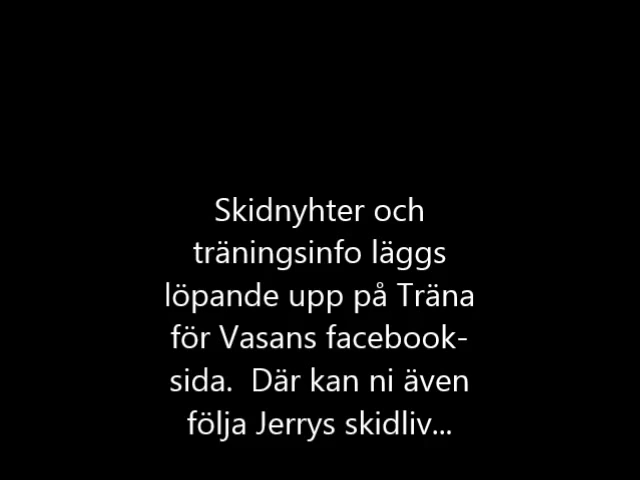 Skidnyhter och
träningsinfo läggs
löpande upp på Träna
för Vasans facebook-
sida.  Där kan ni även
följa Jerrys skidliv...